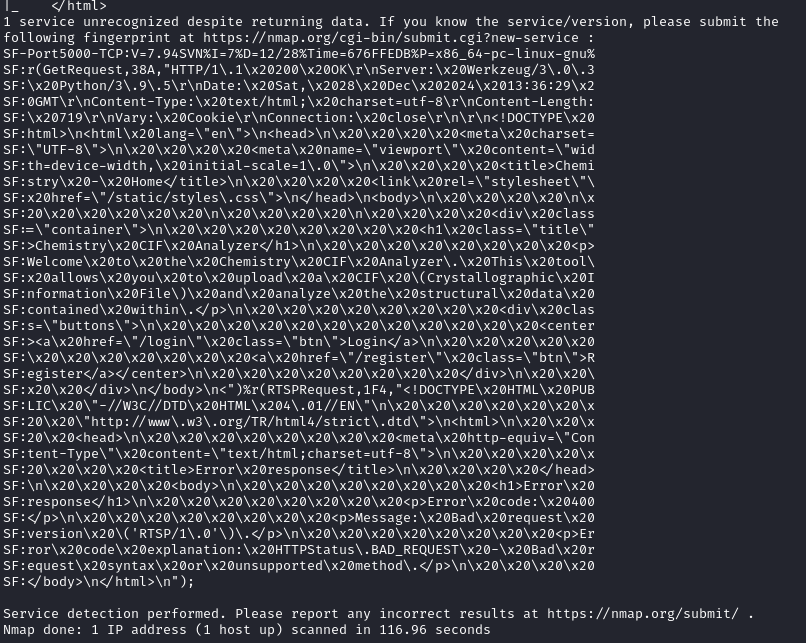 |_    </html>
1 service unrecognized despite returning data. If you know the service/version, please submit the
following fingerprint at https://nmap.org/cgi-bin/submit.cgi?new-service :
SF-Port5000-TCP:V=7.94SVN%I=7%D=12/28%Time=676FFEDB%P=x86_64-pc-linux-gnu%
SF:r(GetRequest,38A,"HTTP/1\.1\x20200\x20OK\r\nServer:\x20Werkzeug/3\.0\.3
SF:\x20Python/3\.9\.5\r\nDate:\x20Sat,\x2028\x20Dec\x202024\x2013:36:29\x2
SF:0GMT\r\nContent-Type:\x20text/html;\x20charset=utf-8\r\nContent-Length:
SF:\x20719\r\nVary:\x20Cookie\r\nConnection:\x20close\r\n\r\n<!DOCTYPE\x20
SF:html>\n<html\x20lang=\"en\">\n<head>\n\x20\x20\x20\x20<meta\x20charset=
SF:\"UTF-8\">\n\x20\x20\x20\x20<meta\x20name=\"viewport\"\x20content=\"wid
SF:th=device-width,\x20initial-scale=1\.0\">\n\x20\x20\x20\x20<title>Chemi
SF:stry\x20-\x20Home</title>\n\x20\x20\x20\x20<link\x20rel=\"stylesheet\"\
SF:x20href=\"/static/styles\.css\">\n</head>\n<body>\n\x20\x20\x20\x20\n\x
SF:20\x20\x20\x20\n\x20\x20\x20\x20\n\x20\x20\x20\x20\n\x20\x20\x20\x20<div\x20class
SF:=\"container\">\n\x20\x20\x20\x20\x20\x20\x20\x20<h1\x20class=\"title\"
SF:>Chemistry\x20CIF\x20Analyzer</h1>\n\x20\x20\x20\x20\x20\x20\x20\x20<p>
SF:Welcome\x20to\x20the\x20Chemistry\x20CIF\x20Analyzer\.\x20This\x20tool\
SF:x20allows\x20you\x20to\x20upload\x20a\x20CIF\x20\(Crystallographic\x20I
SF:nformation\x20File\)\x20and\x20analyze\x20the\x20structural\x20data\x20
SF:contained\x20within\.</p>\n\x20\x20\x20\x20\x20\x20\x20\x20<div\x20clas
SF:s=\"buttons\">\n\x20\x20\x20\x20\x20\x20\x20\x20\x20\x20\x20\x20<center
SF:><a\x20href=\"/login\"\x20class=\"btn\">Login</a>\n\x20\x20\x20\x20\x20
SF:\x20\x20\x20\x20\x20\x20\x20<a\x20href=\"/register\"\x20class=\"btn\">R
SF:egister</a></center>\n\x20\x20\x20\x20\x20\x20\x20\x20</div>\n\x20\x20\
SF:x20\x20</div>\n</body>\n<")%r(RTSPRequest,1F4,"<!DOCTYPE\x20HTML\x20PUB
SF:LIC\x20\"-//W3C//DTD\x20HTML\x204\.01//EN\"\n\x20\x20\x20\x20\x20\x20\x
SF:20\x20\"http://www\.w3\.org/TR/html4/strict\.dtd\">\n<html>\n\x20\x20\x
SF:20\x20<head>\n\x20\x20\x20\x20\x20\x20\x20\x20<meta\x20http-equiv=\"Con
SF:tent-Type\"\x20content=\"text/html;charset=utf-8\">\n\x20\x20\x20\x20\x
SF:20\x20\x20\x20<title>Error\x20response</title>\n\x20\x20\x20\x20</head>
SF:\n\x20\x20\x20\x20<body>\n\x20\x20\x20\x20\x20\x20\x20\x20<h1>Error\x20
SF:response</h1>\n\x20\x20\x20\x20\x20\x20\x20\x20<p>Error\x20code:\x20400
SF:</p>\n\x20\x20\x20\x20\x20\x20\x20\x20<p>Message:\x20Bad\x20request\x20
SF:version\x20\('RTSP/1\.0'\)\.</p>\n\x20\x20\x20\x20\x20\x20\x20\x20<p>Er
SF:ror\x20code\x20explanation:\x20HTTPStatus\.BAD_REQUEST\x20-\x20Bad\x20r
SF:equest\x20syntax\x20or\x20unsupported\x20method\.</p>\n\x20\x20\x20\x20
SF:</body>\n</html>\n");

Service detection performed. Please report any incorrect results at https://nmap.org/submit/ .
Nmap done: 1 IP address (1 host up) scanned in 116.96 seconds